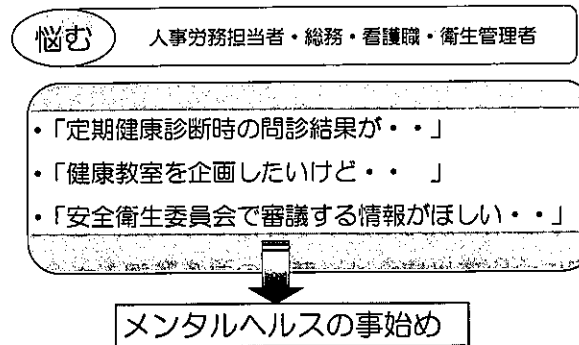 悩む 人事労務担当者・総務・看護職・衛生管理者
・「定期健康診断時の問診結果が・・」
・「健康教室を企画したいけど・・　」
・「安全衛生委員会で審議する情報がほしい・・」
メンタルヘルスの事始め